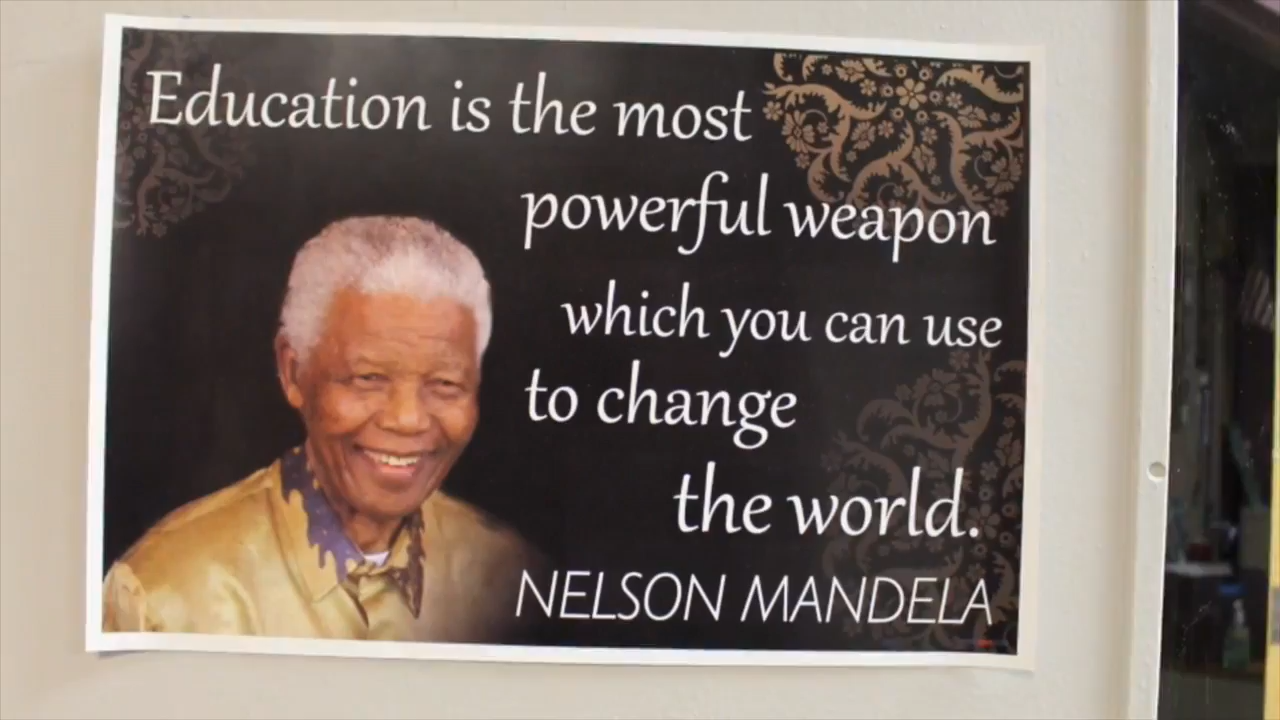 Education is the most
powerful weapon
which you can use
to change
the world.
NELSON MANDELA